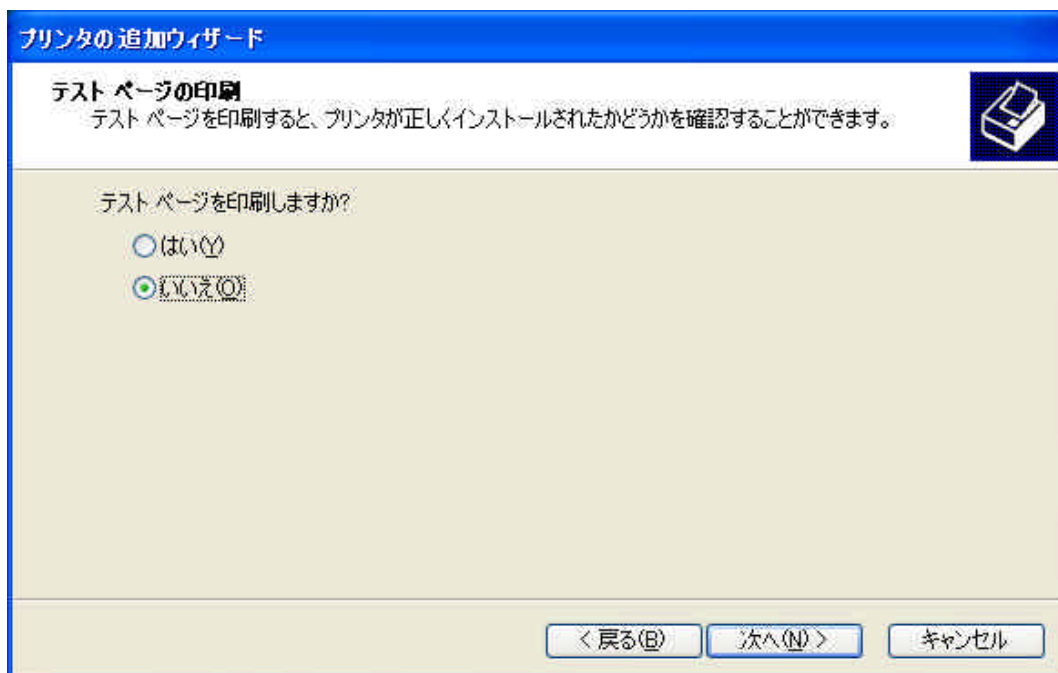 プリンタの追加ウィザード
テスト ページの印刷
テスト ページを印刷すると、プリンタが正しくインストールされたかどうかを確認することができます。
テスト ページを印刷しますか?
はい(Y)
いいえ(O)
< 戻る(B) 次へ(N) > キャンセル